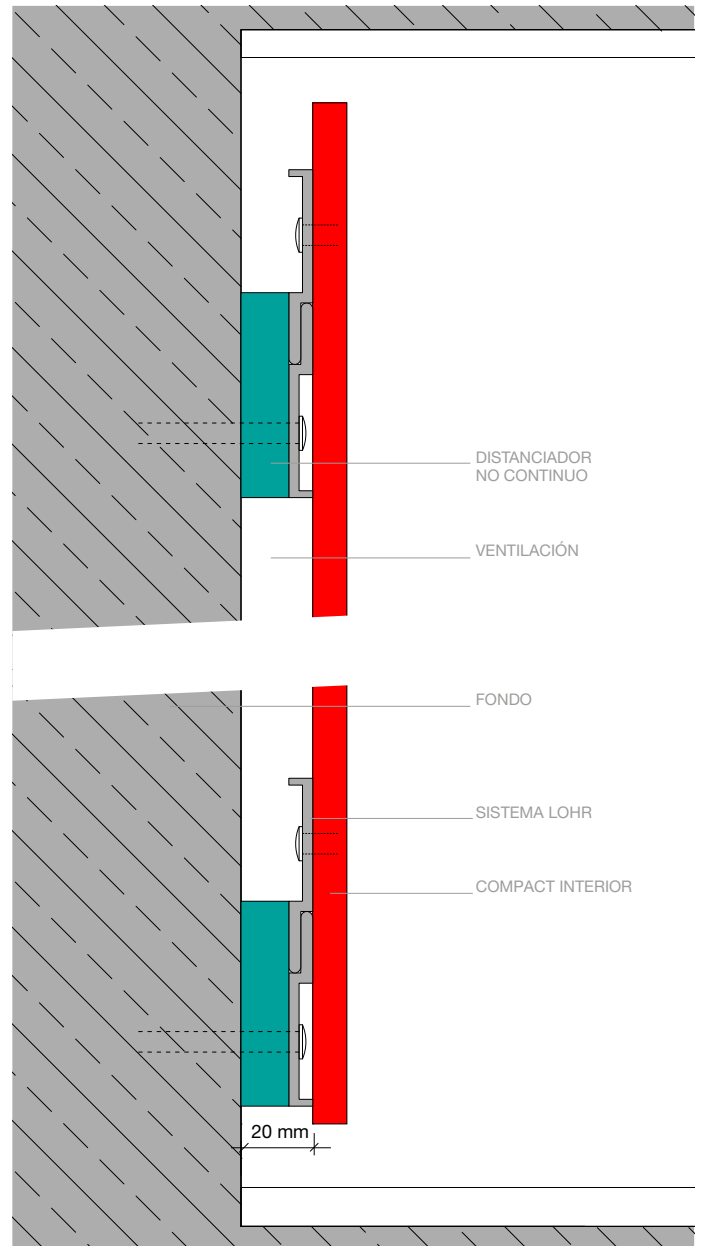 DISTANCIADOR
NO CONTINUO
VENTILACIÓN
FONDO
SISTEMA LOHR
COMPACT INTERIOR
20 mm